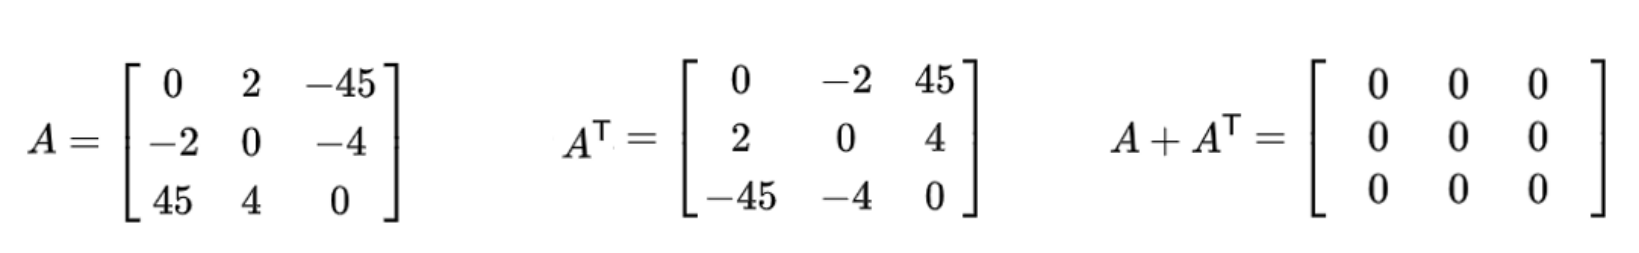 A = [ 0 2 −45 ; −2 0 −4 ; 45 4 0 ]
Aᵀ = [ 0 −2 45 ; 2 0 4 ; −45 −4 0 ]
A + Aᵀ = [ 0 0 0 ; 0 0 0 ; 0 0 0 ]